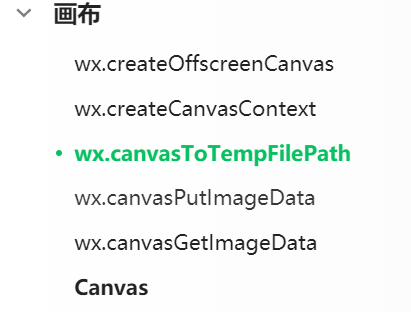 画布
wx.createOffscreenCanvas
wx.createCanvasContext
wx.canvasToTempFilePath
wx.canvasPutImageData
wx.canvasGetImageData
Canvas